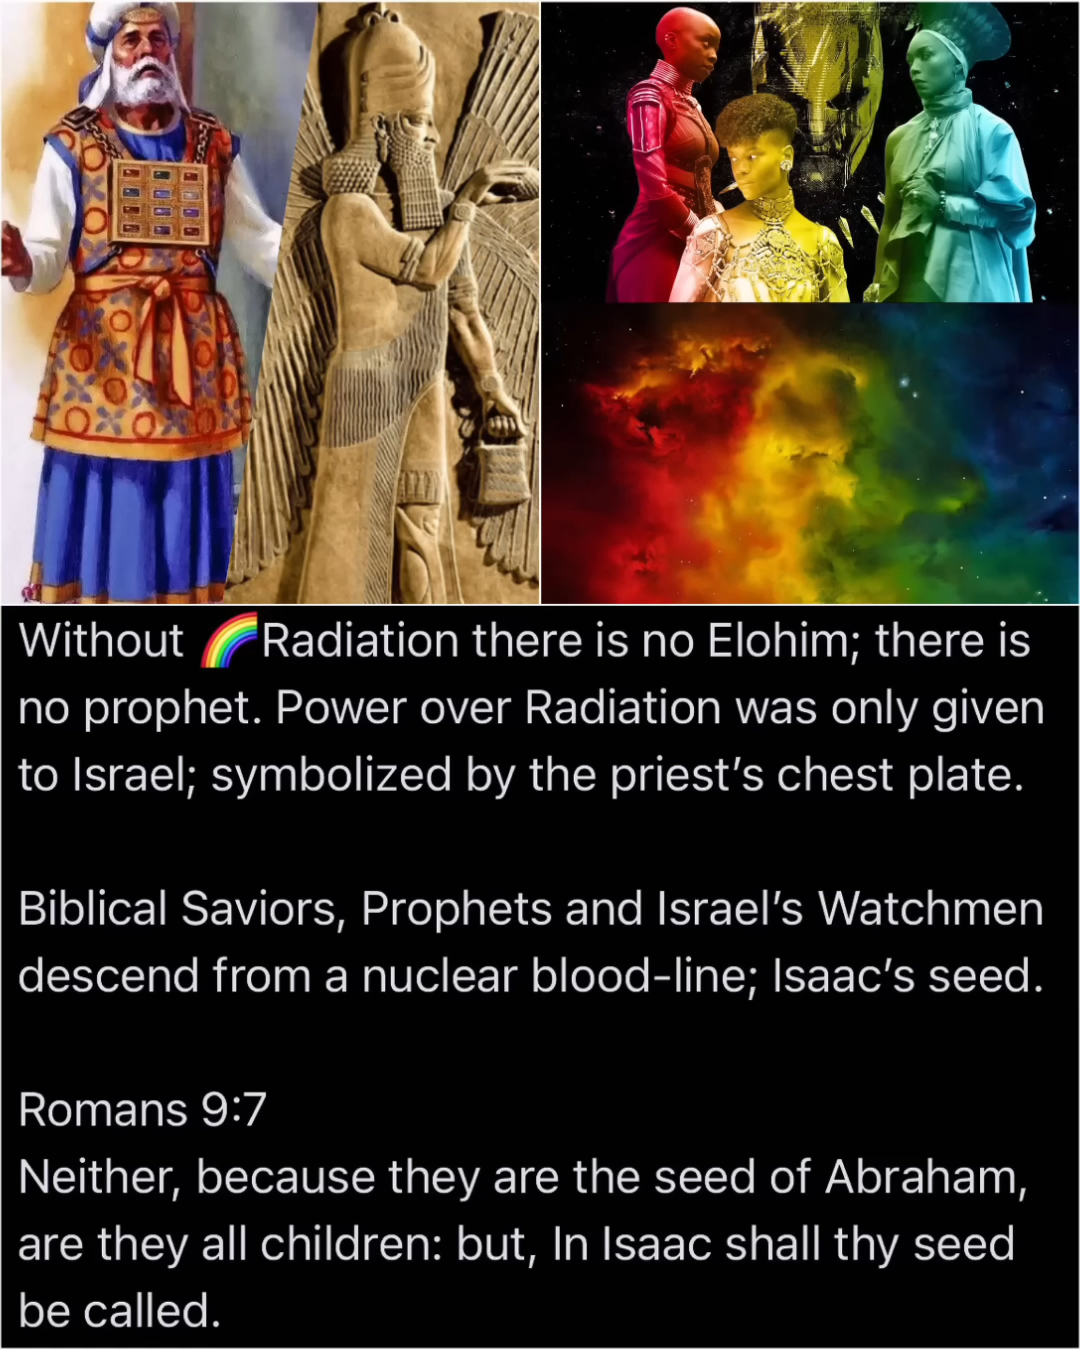 Without 🌈Radiation there is no Elohim; there is
no prophet. Power over Radiation was only given
to Israel; symbolized by the priest’s chest plate.
Biblical Saviors, Prophets and Israel’s Watchmen
descend from a nuclear blood-line; Isaac’s seed.
Romans 9:7
Neither, because they are the seed of Abraham,
are they all children: but, In Isaac shall thy seed
be called.